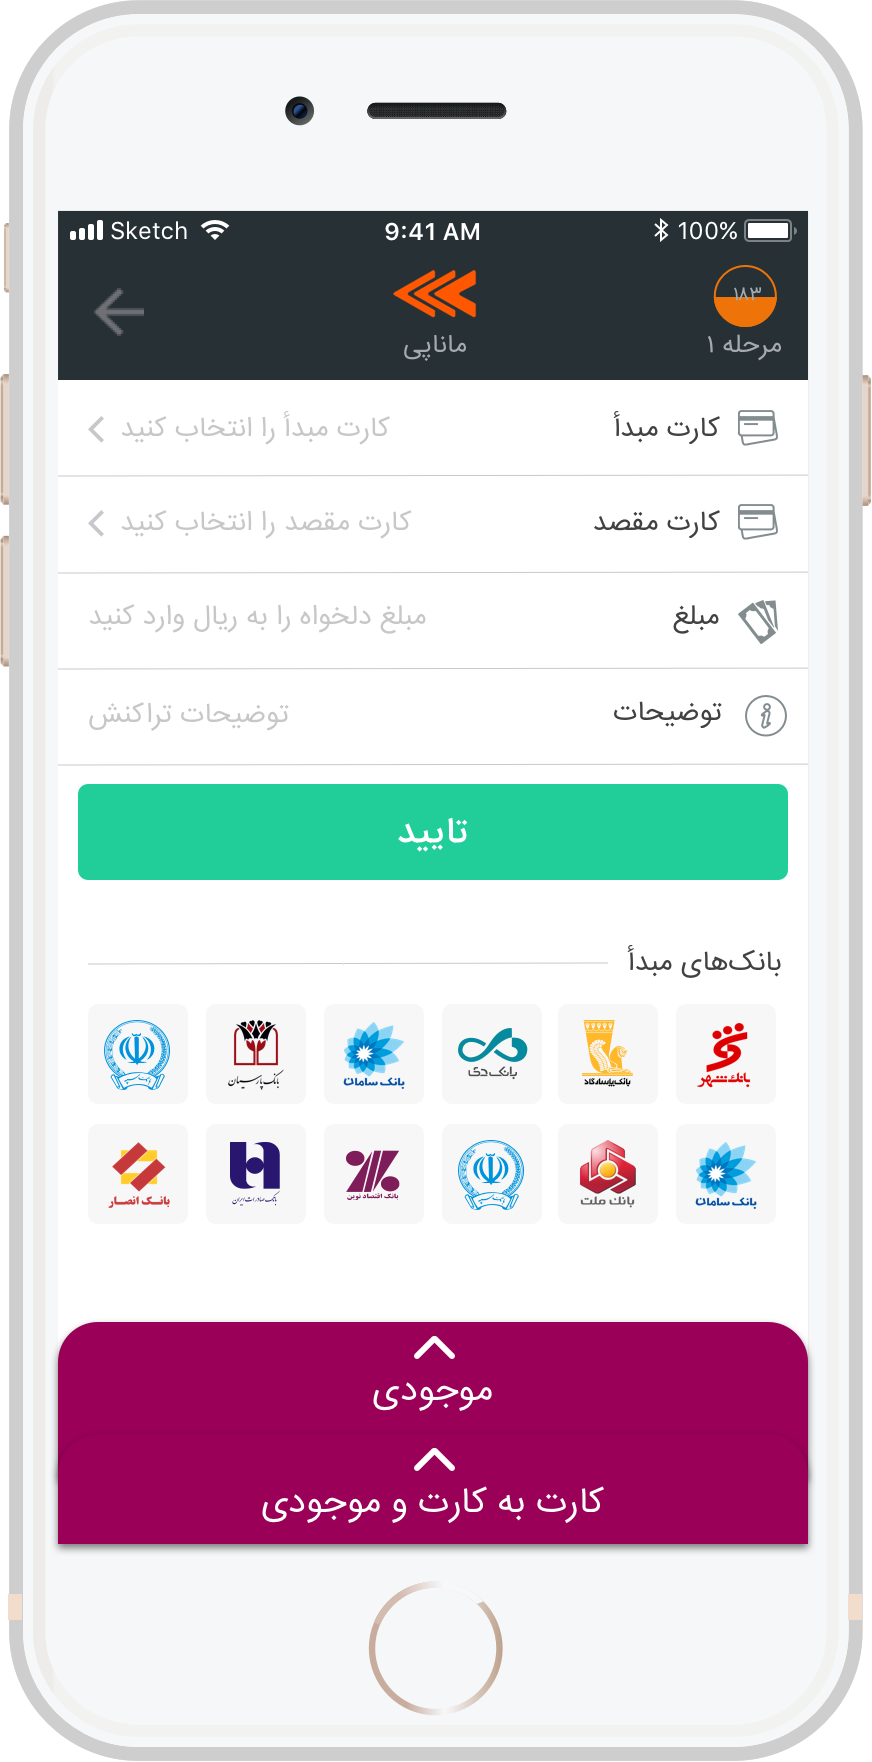 Sketch 9:41 AM 100%
۱۸۳
ماناپی
مرحله ۱
کارت مبدأ کارت مبدأ را انتخاب کنید
کارت مقصد کارت مقصد را انتخاب کنید
مبلغ مبلغ دلخواه را به ریال وارد کنید
توضیحات توضیحات تراکنش
تایید
بانک‌های مبدأ
بانک شهر
بانک پاسارگاد
بانک دی
بانک سامان
بانک پارسیان
بانک سامان
بانک ملت
بانک اقتصاد نوین
بانک صادرات ایران
بانک انصار
موجودی
کارت به کارت و موجودی